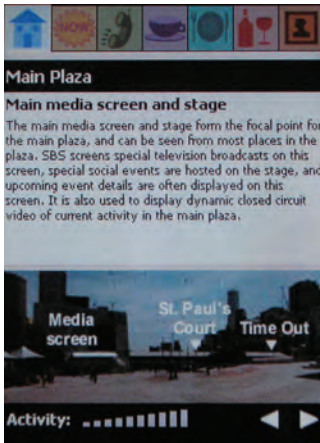 NOW
Main Plaza
Main media screen and stage
The main media screen and stage form the focal point for
the main plaza, and can be seen from most places in the
plaza. SBS screens special television broadcasts on this
screen, special social events are hosted on the stage, and
upcoming event details are often displayed on this
screen. It is also used to display dynamic closed circuit
video of current activity in the main plaza.
St. Paul's
Media Court Time Out
screen
Activity: